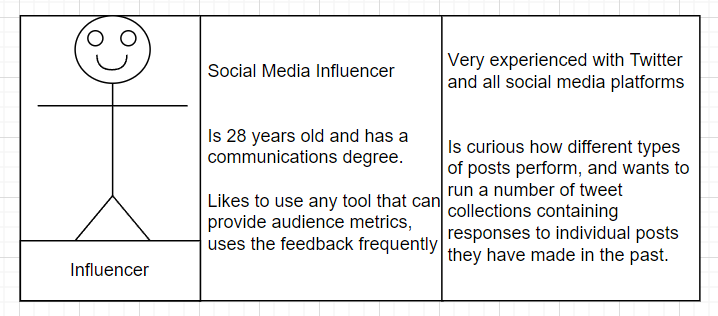 Influencer
Social Media Influencer
Is 28 years old and has a
communications degree.
Likes to use any tool that can
provide audience metrics,
uses the feedback frequently
Very experienced with Twitter
and all social media platforms
Is curious how different types
of posts perform, and wants to
run a number of tweet
collections containing
responses to individual posts
they have made in the past.